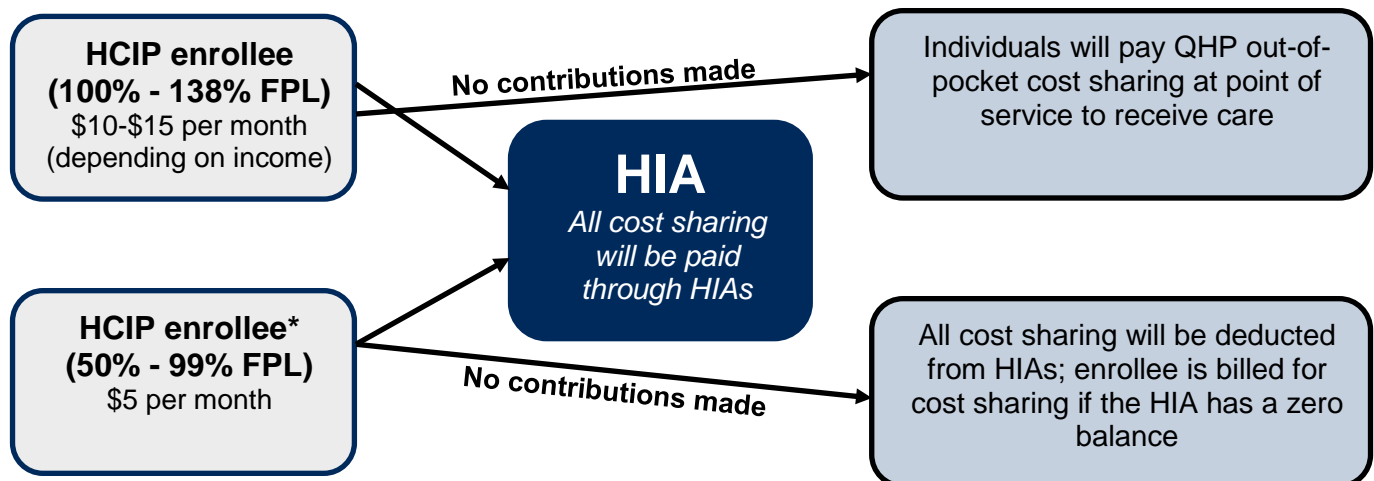 HCIP enrollee
(100% - 138% FPL)
$10-$15 per month
(depending on income)
No contributions made
Individuals will pay QHP out-of-
pocket cost sharing at point of
service to receive care
HIA
All cost sharing
will be paid
through HIAs
HCIP enrollee*
(50% - 99% FPL)
$5 per month
No contributions made
All cost sharing will be deducted
from HIAs; enrollee is billed for
cost sharing if the HIA has a zero
balance